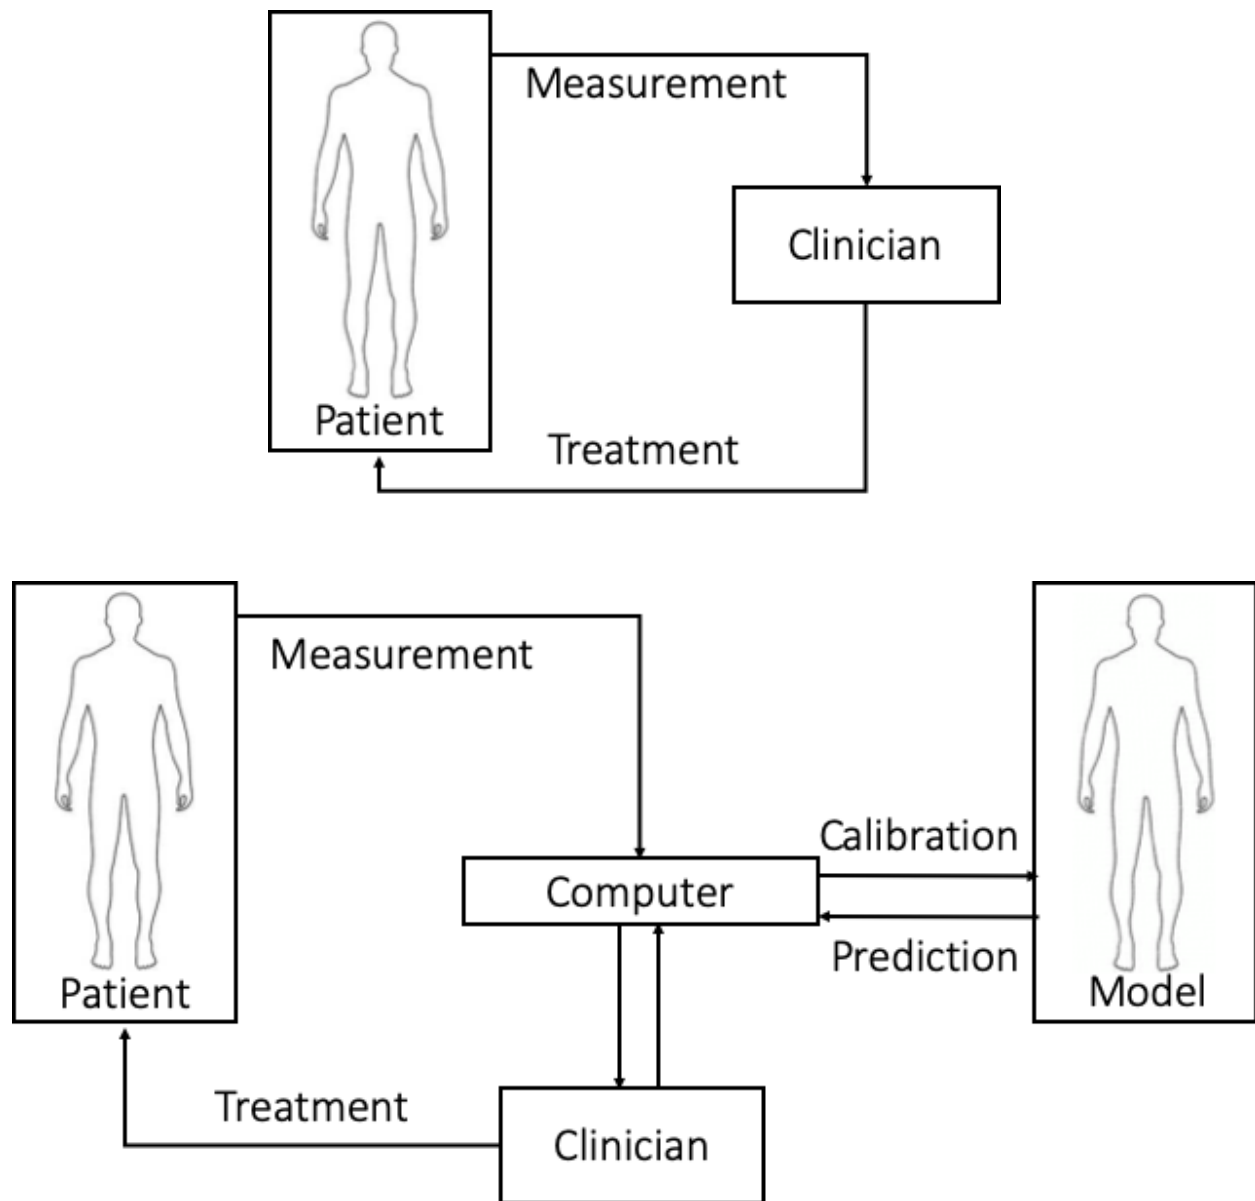 Measurement
Clinician
Patient
Treatment
Measurement
Calibration
Computer
Prediction
Patient
Model
Treatment
Clinician